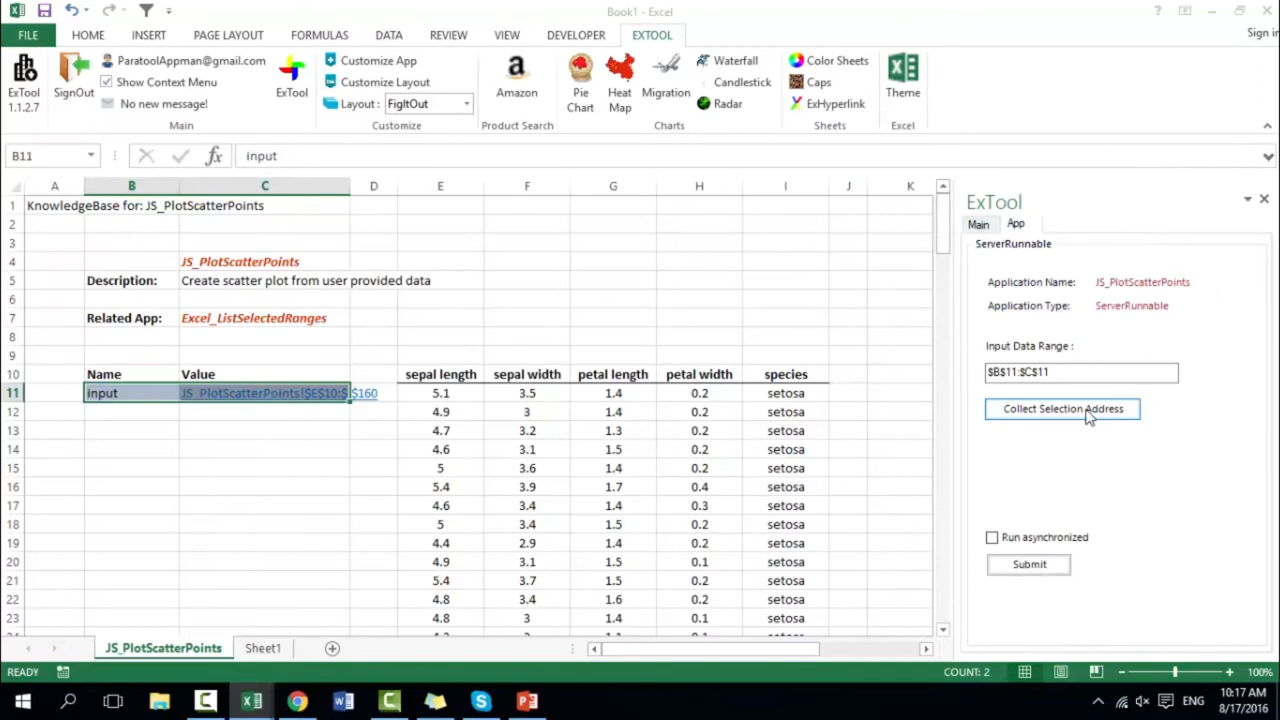 Book1 - Excel
FILE HOME INSERT PAGE LAYOUT FORMULAS DATA REVIEW VIEW DEVELOPER EXTOOL Sign in
ExTool 1.1.2.7
SignOut
ParatoolAppman@gmail.com
Show Context Menu
No new message!
Main
ExTool
Customize App
Customize Layout
Layout : FigItOut
Customize
Amazon
Product Search
Pie Chart
Heat Map
Migration
Waterfall
Candlestick
Radar
Charts
Color Sheets
Caps
ExHyperlink
Sheets
Theme
Excel
B11 fx input
A B C D E F G H I J K
1 KnowledgeBase for: JS_PlotScatterPoints
2
3
4 JS_PlotScatterPoints
5 Description: Create scatter plot from user provided data
6
7 Related App: Excel_ListSelectedRanges
8
9
10 Name Value sepal length sepal width petal length petal width species
11 input JS_PlotScatterPoints!$E$10:$I$160 5.1 3.5 1.4 0.2 setosa
12 4.9 3 1.4 0.2 setosa
13 4.7 3.2 1.3 0.2 setosa
14 4.6 3.1 1.5 0.2 setosa
15 5 3.6 1.4 0.2 setosa
16 5.4 3.9 1.7 0.4 setosa
17 4.6 3.4 1.4 0.3 setosa
18 5 3.4 1.5 0.2 setosa
19 4.4 2.9 1.4 0.2 setosa
20 4.9 3.1 1.5 0.1 setosa
21 5.4 3.7 1.5 0.2 setosa
22 4.8 3.4 1.6 0.2 setosa
23 4.8 3 1.4 0.1 setosa
JS_PlotScatterPoints Sheet1
ExTool
Main App
ServerRunnable
Application Name: JS_PlotScatterPoints
Application Type: ServerRunnable
Input Data Range :
$B$11:$C$11
Collect Selection Address
Run asynchronized
Submit
READY COUNT: 2 100%
ENG 10:17 AM
8/17/2016